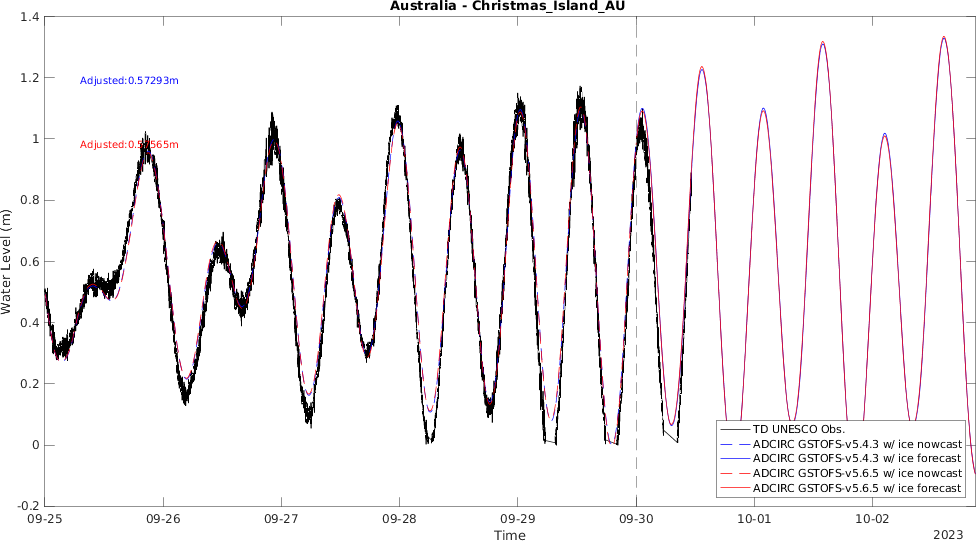 Australia - Christmas_Island_AU
1.4
1.2
1
0.8
0.6
0.4
0.2
0
-0.2
Water Level (m)
Adjusted:0.57293m
TD UNESCO Obs.
ADCIRC GSTOFS-v5.4.3 w/ ice nowcast
ADCIRC GSTOFS-v5.4.3 w/ ice forecast
ADCIRC GSTOFS-v5.6.5 w/ ice nowcast
ADCIRC GSTOFS-v5.6.5 w/ ice forecast
09-25
09-26
09-27
09-28
09-29
09-30
10-01
10-02
Time
2023